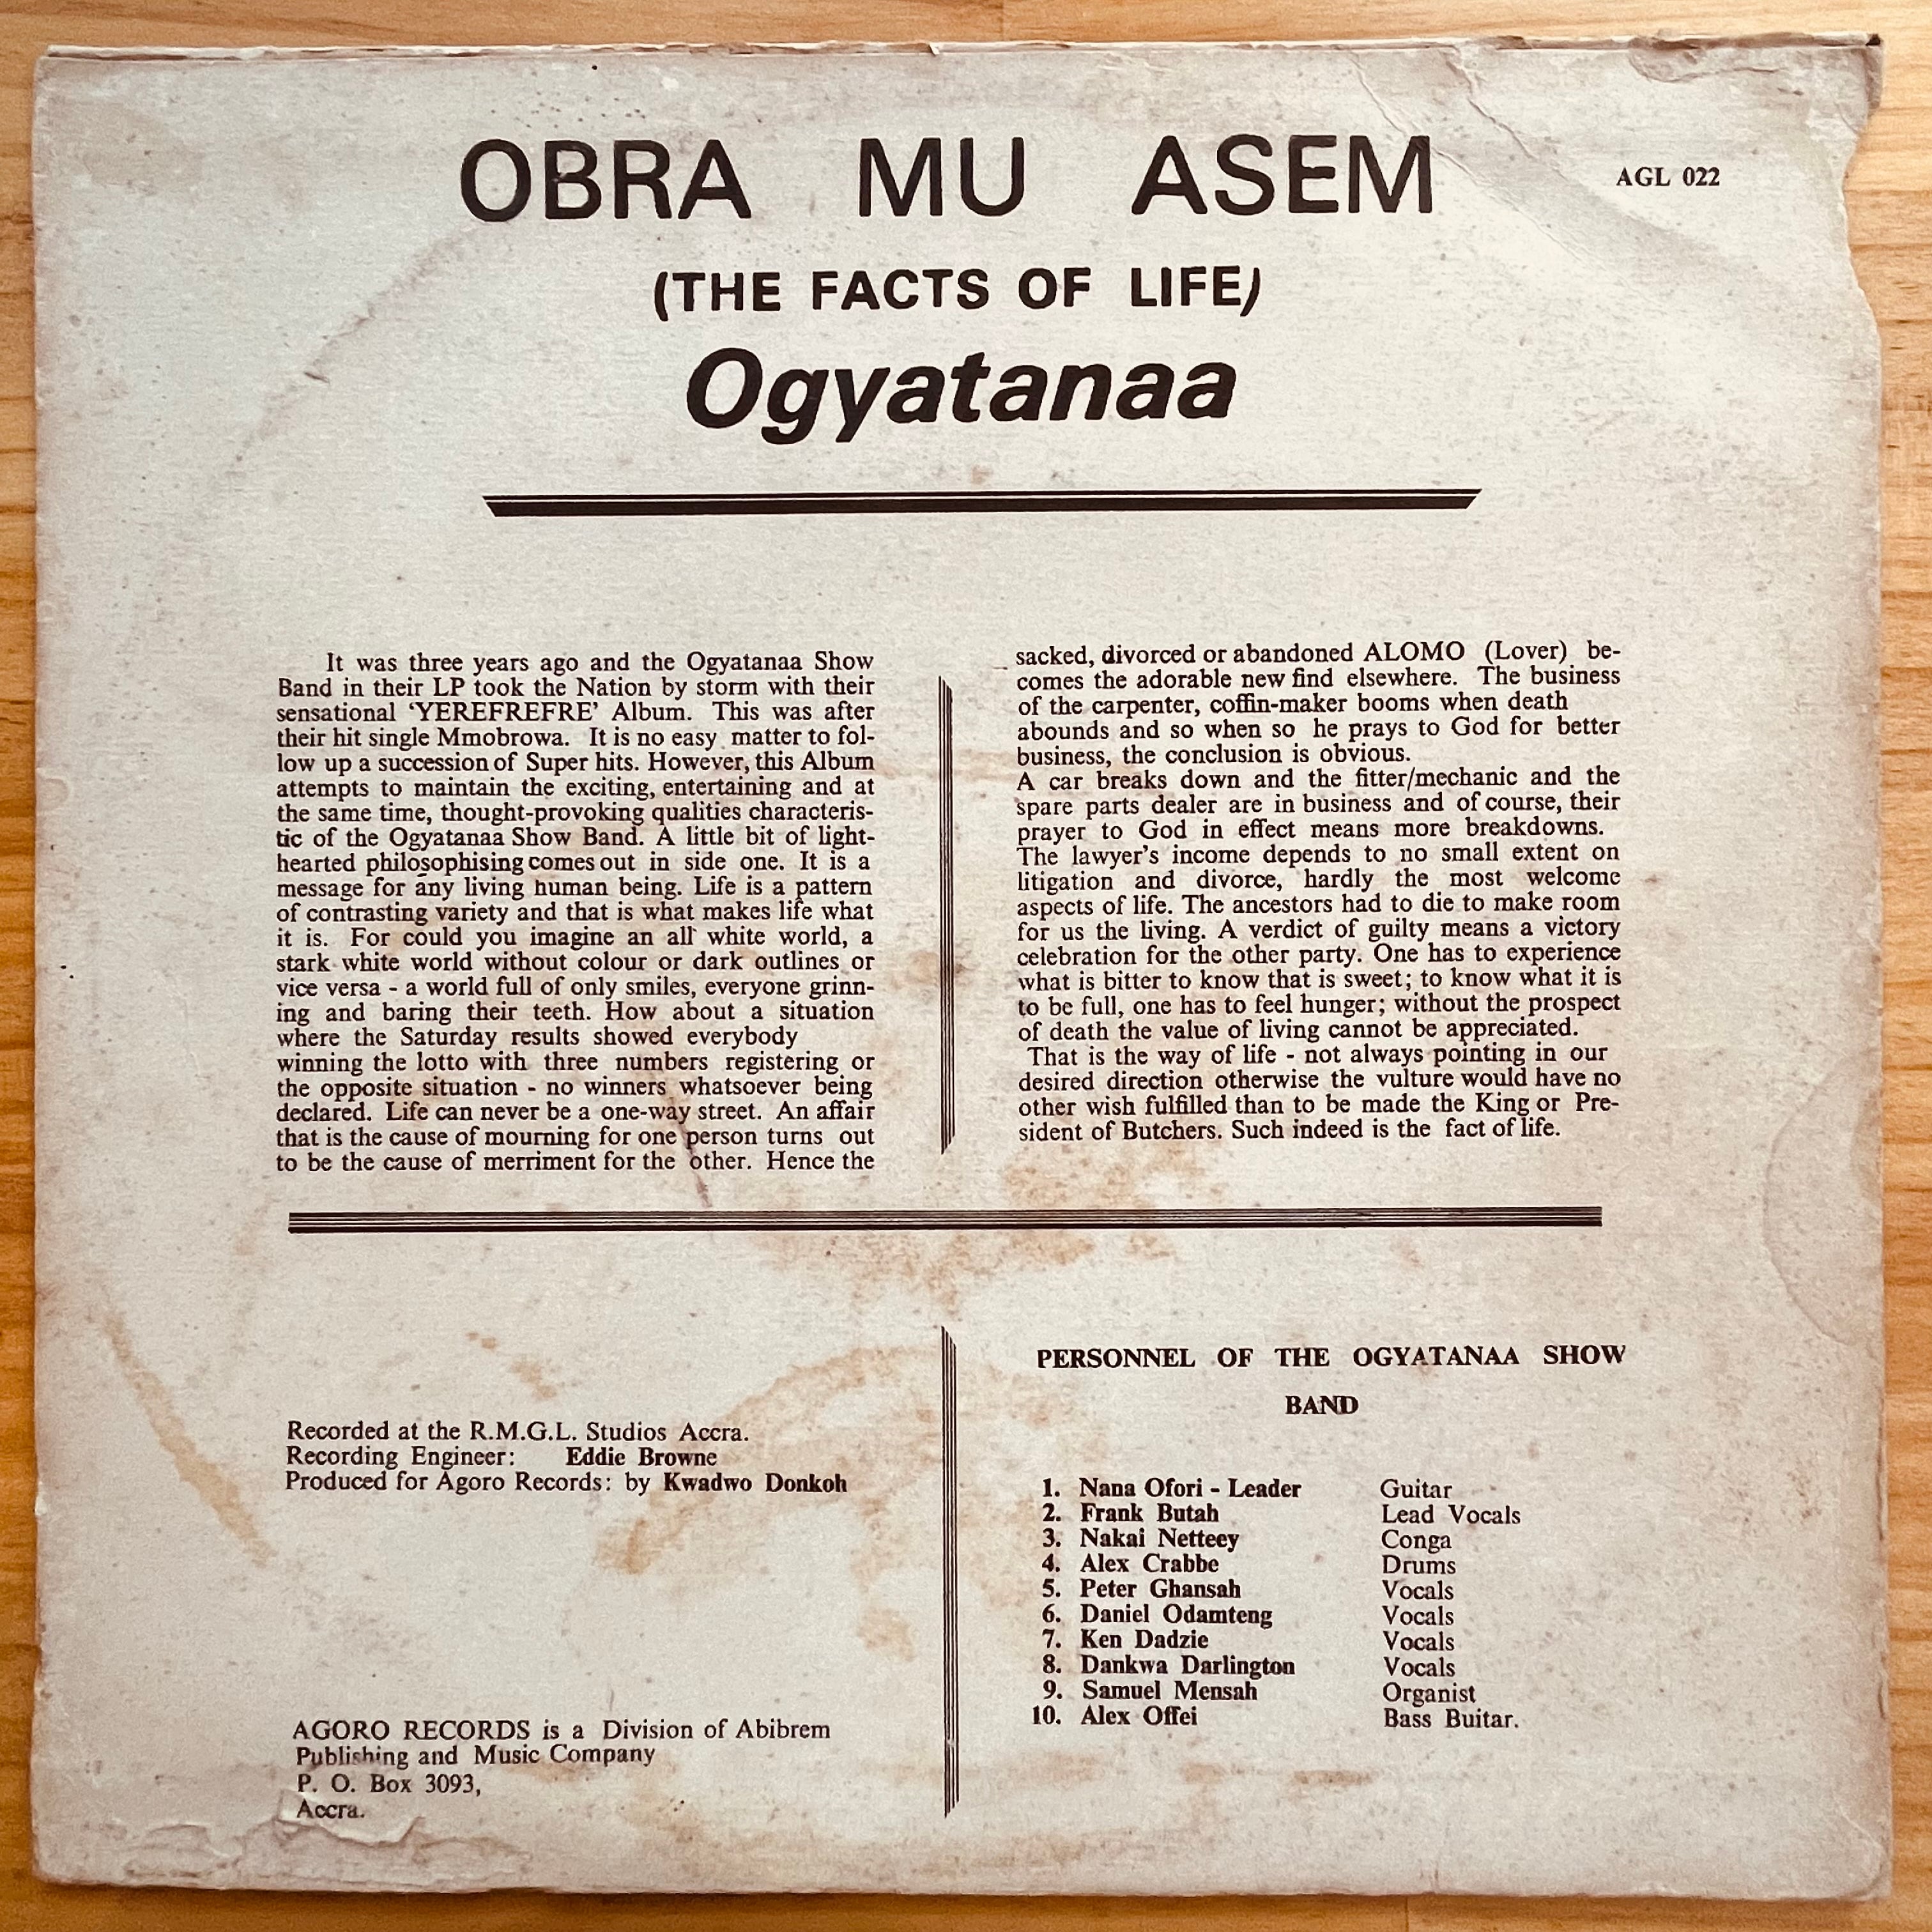 OBRA MU ASEM
AGL 022
(THE FACTS OF LIFE)
Ogyatanaa
It was three years ago and the Ogyatanaa Show
Band in their LP took the Nation by storm with their
sensational ‘YEREFREFRE’ Album. This was after
their hit single Mmobrowa. It is no easy matter to fol-
low up a succession of Super hits. However, this Album
attempts to maintain the exciting, entertaining and at
the same time, thought-provoking qualities characteris-
tic of the Ogyatanaa Show Band. A little bit of light-
hearted philosophising comes out in side one. It is a
message for any living human being. Life is a pattern
of contrasting variety and that is what makes life what
it is. For could you imagine an all white world, a
stark white world without colour or dark outlines or
vice versa - a world full of only smiles, everyone grinn-
ing and baring their teeth. How about a situation
where the Saturday results showed everybody
winning the lotto with three numbers registering or
the opposite situation - no winners whatsoever being
declared. Life can never be a one-way street. An affair
that is the cause of mourning for one person turns out
to be the cause of merriment for the other. Hence the
sacked, divorced or abandoned ALOMO (Lover) be-
comes the adorable new find elsewhere. The business
of the carpenter, coffin-maker booms when death
abounds and so when so he prays to God for better
business, the conclusion is obvious.
A car breaks down and the fitter/mechanic and the
spare parts dealer are in business and of course, their
prayer to God in effect means more breakdowns.
The lawyer’s income depends to no small extent on
litigation and divorce, hardly the most welcome
aspects of life. The ancestors had to die to make room
for us the living. A verdict of guilty means a victory
celebration for the other party. One has to experience
what is bitter to know that is sweet; to know what it is
to be full, one has to feel hunger; without the prospect
of death the value of living cannot be appreciated.
That is the way of life - not always pointing in our
desired direction otherwise the vulture would have no
other wish fulfilled than to be made the King or Pre-
sident of Butchers. Such indeed is the fact of life.
Recorded at the R.M.G.L. Studios Accra.
Recording Engineer: Eddie Browne
Produced for Agoro Records: by Kwadwo Donkoh
AGORO RECORDS is a Division of Abibrem
Publishing and Music Company
P. O. Box 3093,
Accra.
PERSONNEL OF THE OGYATANAA SHOW
BAND
1. Nana Ofori - Leader Guitar
2. Frank Butah Lead Vocals
3. Nakai Netteey Conga
4. Alex Crabbe Drums
5. Peter Ghansah Vocals
6. Daniel Odamteng Vocals
7. Ken Dadzie Vocals
8. Dankwa Darlington Vocals
9. Samuel Mensah Organist
10. Alex Offei Bass Buitar.